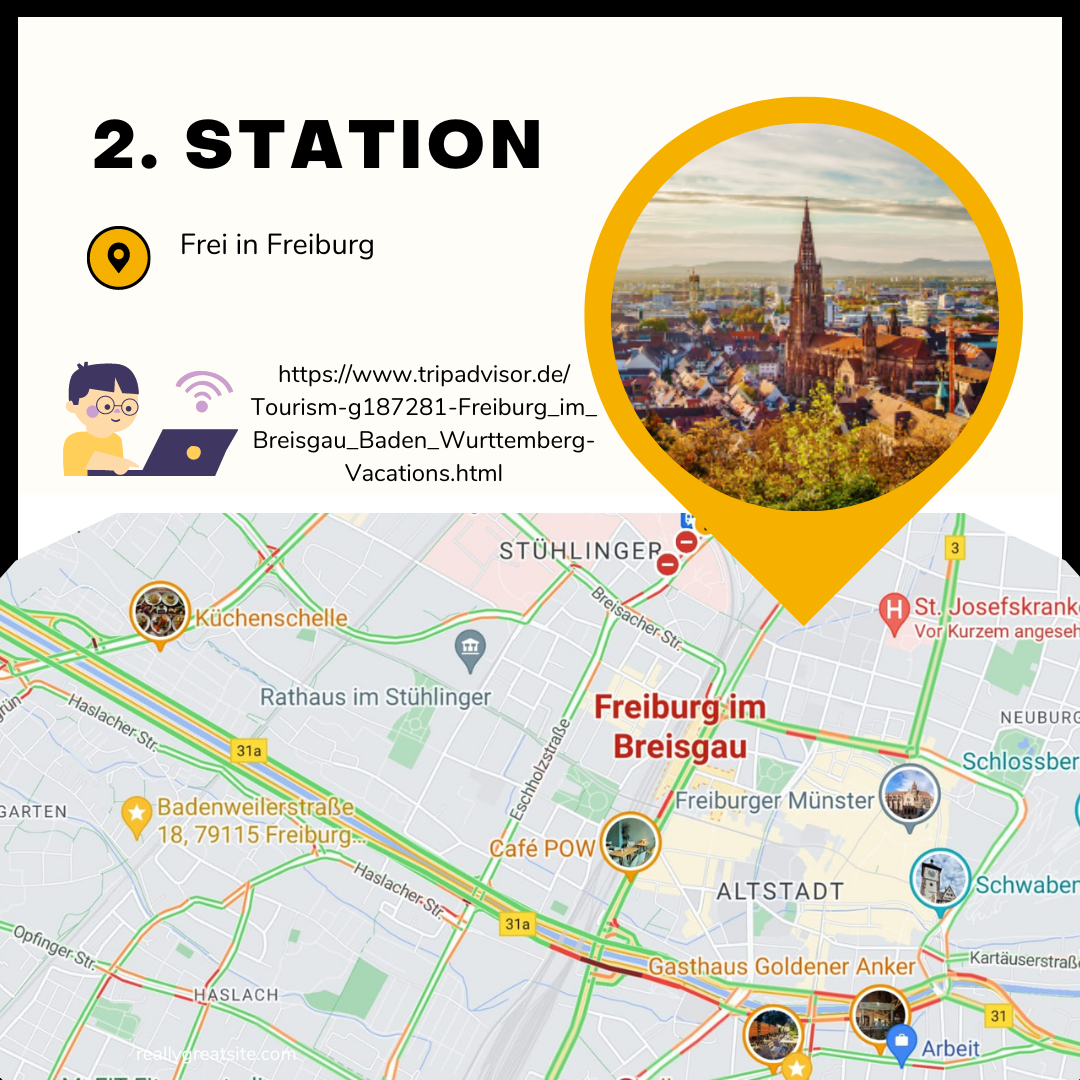 2. STATION
Frei in Freiburg
https://www.tripadvisor.de/
Tourism-g187281-Freiburg_im_
Breisgau_Baden_Wurttemberg-
Vacations.html
STÜHLINGER
3
Breisacher Str.
Küchenschelle
St. Josefskranke
Vor Kurzem angeseh
Rathaus im Stühlinger
Freiburg im
Breisgau
NEUBURG
Haslacher Str.
31a
Eschholzstraße
Schlossber
Freiburger Münster
GARTEN
Badenweilerstraße
18, 79115 Freiburg...
Café POW
ALTSTADT
Schwaben
Haslacher Str.
31a
Opfinger Str.
Kartäuserstraße
Gasthaus Goldener Anker
HASLACH
31
Arbeit
reallygreatsite.com